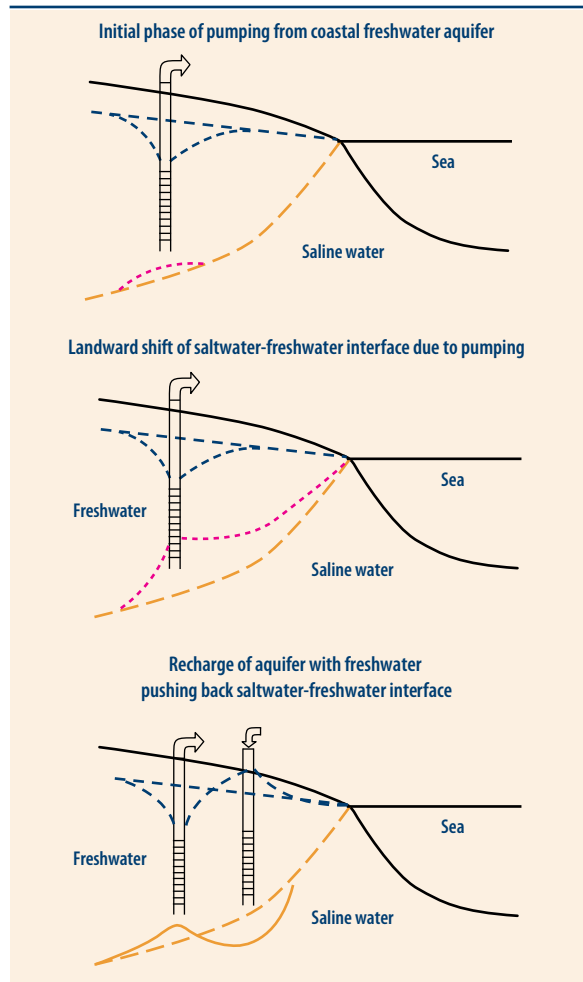 Initial phase of pumping from coastal freshwater aquifer
Sea
Saline water
Landward shift of saltwater-freshwater interface due to pumping
Sea
Freshwater
Saline water
Recharge of aquifer with freshwater
pushing back saltwater-freshwater interface
Sea
Freshwater
Saline water